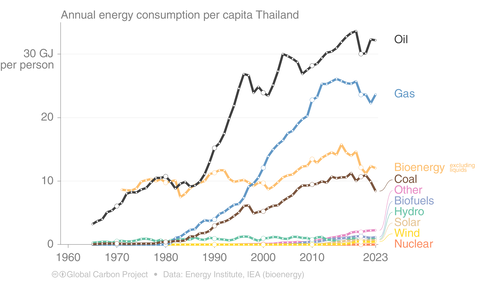 Annual energy consumption per capita Thailand
30 GJ
per person
20
10
0
1960
1970
1980
1990
2000
2010
2023
Oil
Gas
Bioenergy excluding
liquids
Coal
Other
Biofuels
Hydro
Solar
Wind
Nuclear
Global Carbon Project • Data: Energy Institute, IEA (bioenergy)